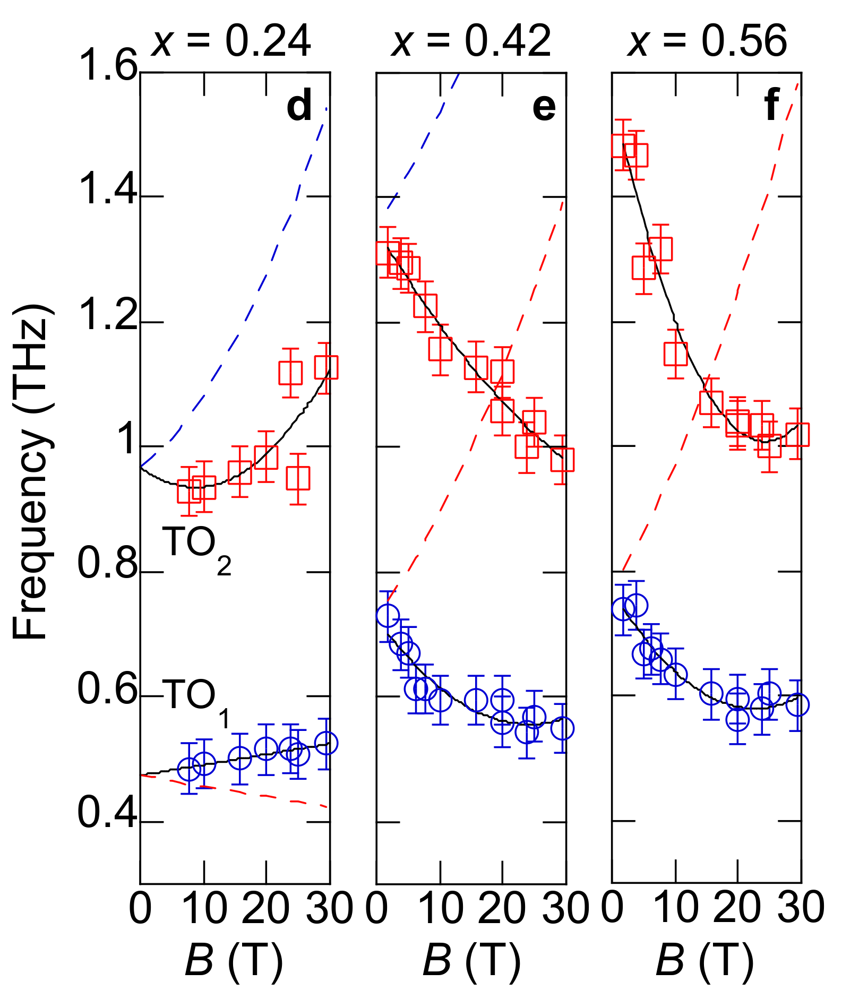 x = 0.24 x = 0.42 x = 0.56
1.6
d e f
1.4
1.2
1
0.8
0.6
0.4
Frequency (THz)
TO2
TO1
0 10 20 30 0 10 20 30 0 10 20 30
B (T) B (T) B (T)